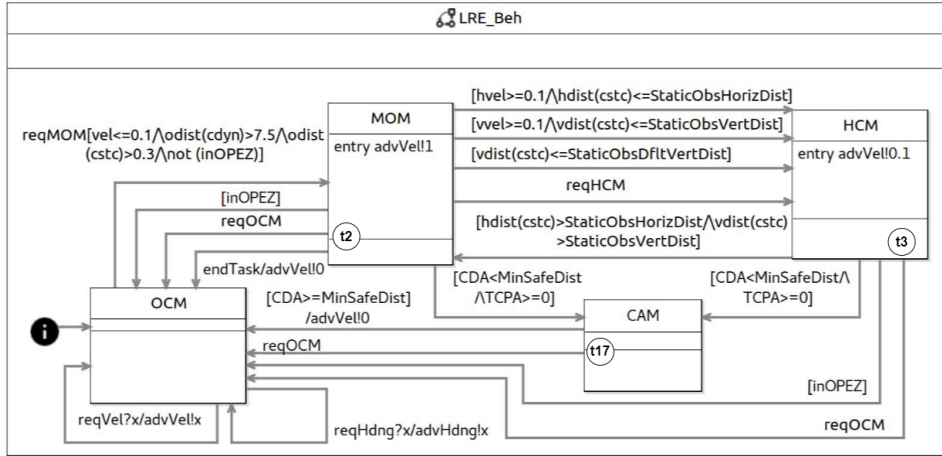 LRE_Beh
[hvel>=0.1/\hdist(cstc)<=StaticObsHorizDist]
MOM
[vvel>=0.1/\vdist(cstc)<=StaticObsVertDist]
HCM
reqMOM[vel<=0.1/\odist(cdyn)>7.5/\odist
(cstc)>0.3/\not (inOPEZ)]
entry advVel!1
[vdist(cstc)<=StaticObsDfltVertDist]
entry advVel!0.1
reqHCM
[inOPEZ]
reqOCM
[hdist(cstc)>StaticObsHorizDist/\vdist(cstc)
>StaticObsVertDist]
t2
t3
endTask/advVel!0
[CDA<MinSafeDist
/\TCPA>=0]
[CDA<MinSafeDist/\
TCPA>=0]
OCM
[CDA>=MinSafeDist]
/advVel!0
CAM
i
reqOCM
t17
[inOPEZ]
reqVel?x/advVel!x
reqHdng?x/advHdng!x
reqOCM